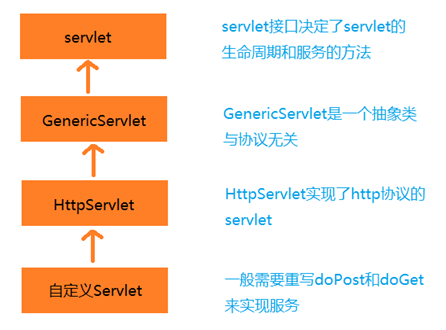 servlet
servlet接口决定了servlet的
生命周期和服务的方法
GenericServlet
GenericServlet是一个抽象类
与协议无关
HttpServlet
HttpServlet实现了http协议的
servlet
自定义Servlet
一般需要重写doPost和doGet
来实现服务